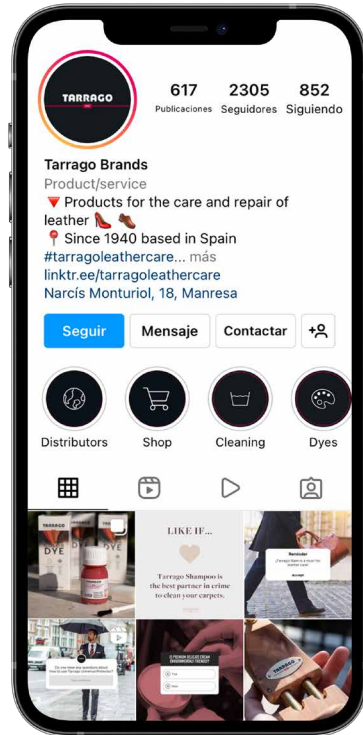 TARRAGO
617 2305 852
Publicaciones Seguidores Siguiendo
Tarrago Brands
Product/service
Products for the care and repair of
leather
Since 1940 based in Spain
#tarragoleathercare... más
linktr.ee/tarragoleathercare
Narcís Monturiol, 18, Manresa
Seguir Mensaje Contactar
Distributors Shop Cleaning Dyes
TARRAGO
DYE
LIKE IF...
Tarrago Shampoo is
the best partner in crime
to clean your carpets.
Reminder
Accept